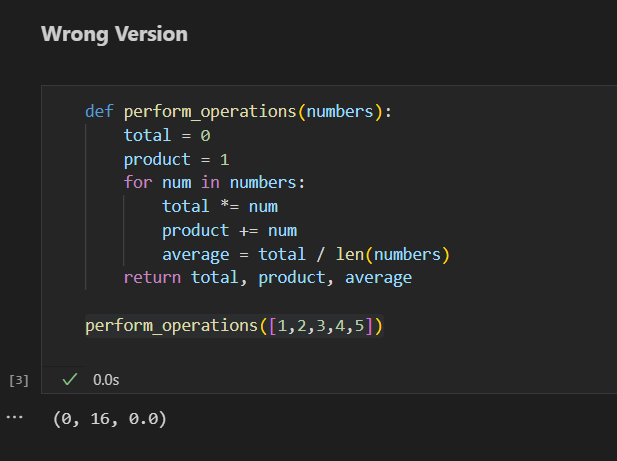 Wrong Version
def perform_operations(numbers):
    total = 0
    product = 1
    for num in numbers:
        total *= num
        product += num
        average = total / len(numbers)
    return total, product, average
perform_operations([1,2,3,4,5])
[3] ✓ 0.0s
··· (0, 16, 0.0)